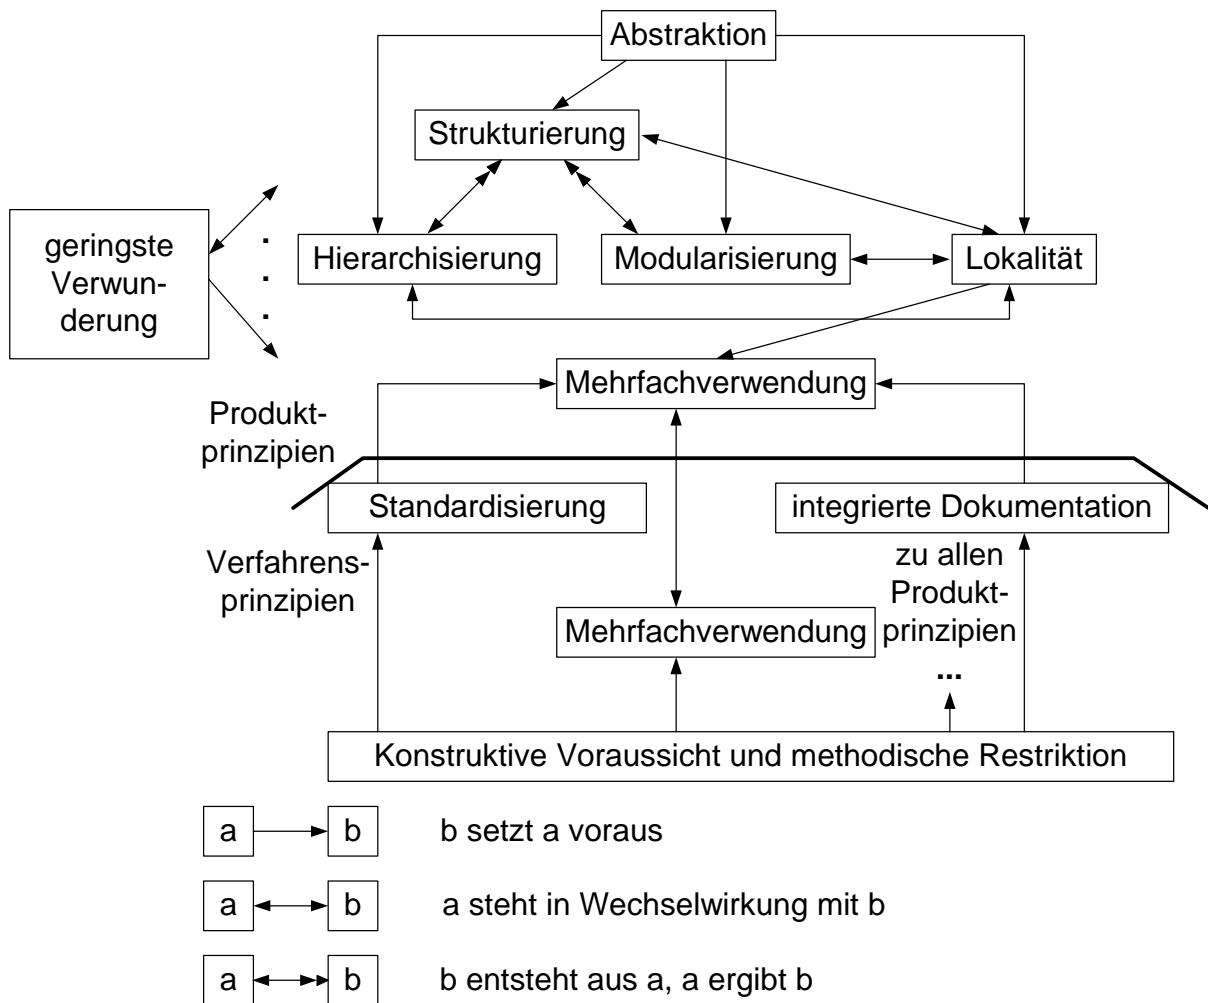 Abstraktion
Strukturierung
geringste
Verwun-
derung
.
.
.
Hierarchisierung
Modularisierung
Lokalität
Mehrfachverwendung
Produkt-
prinzipien
Standardisierung
integrierte Dokumentation
Verfahrens-
prinzipien
zu allen
Produkt-
prinzipien
...
Mehrfachverwendung
Konstruktive Voraussicht und methodische Restriktion
a b b setzt a voraus
a b a steht in Wechselwirkung mit b
a b b entsteht aus a, a ergibt b